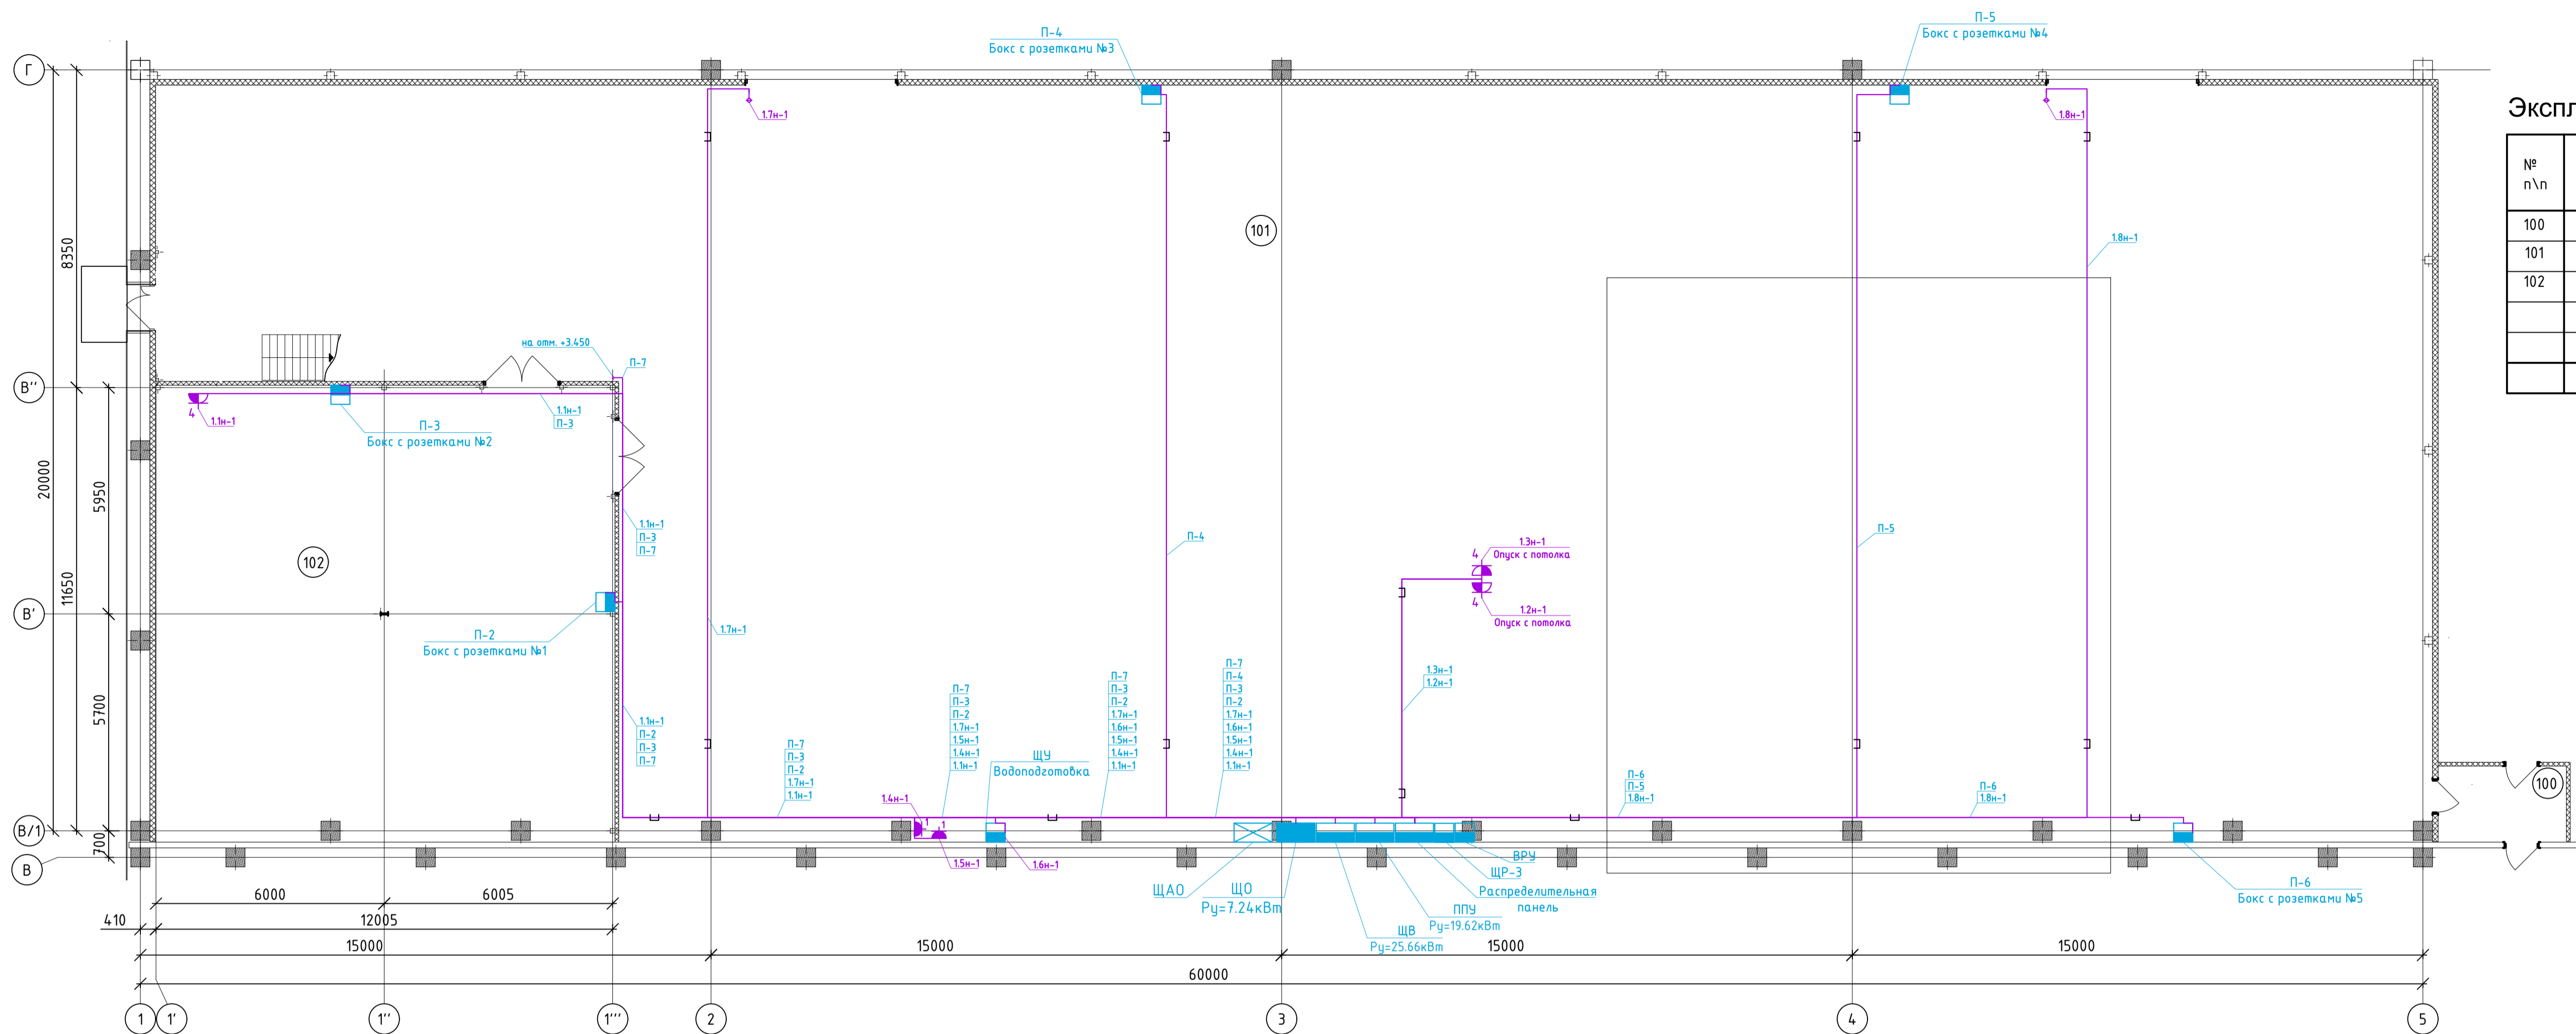 П-4
Бокс с розетками №3
П-5
Бокс с розетками №4
Г
Экспл
№
п\п
100
101
102
1.7н-1
1.8н-1
101
1.8н-1
8350
20000
на отм. +3.450
П-7
В''
4
1.1н-1
П-3
Бокс с розетками №2
1.1н-1
П-3
5950
11650
1.1н-1
П-3
П-7
П-4
П-5
102
4
1.3н-1
Опуск с потолка
4
1.2н-1
Опуск с потолка
В'
П-2
Бокс с розетками №1
1.7н-1
5700
1.1н-1
П-2
П-3
П-7
П-7
П-3
П-2
1.7н-1
1.1н-1
П-7
П-3
П-2
1.7н-1
1.5н-1
1.4н-1
1.1н-1
ЩУ
Водоподготовка
П-7
П-3
П-2
1.7н-1
1.6н-1
1.5н-1
1.4н-1
1.1н-1
П-7
П-4
П-3
П-2
1.7н-1
1.6н-1
1.5н-1
1.4н-1
1.1н-1
1.3н-1
1.2н-1
П-6
П-5
1.8н-1
П-6
1.8н-1
100
1.4н-1
1
1
1.5н-1
1.6н-1
В/1
700
В
ЩАО
ЩО
Ру=7.24кВт
ЩВ
Ру=25.66кВт
ППУ
Ру=19.62кВт
Распределительная
панель
ЩР-3
ВРУ
П-6
Бокс с розетками №5
6000
6005
410
12005
15000
15000
15000
15000
60000
1
1'
1''
1'''
2
3
4
5